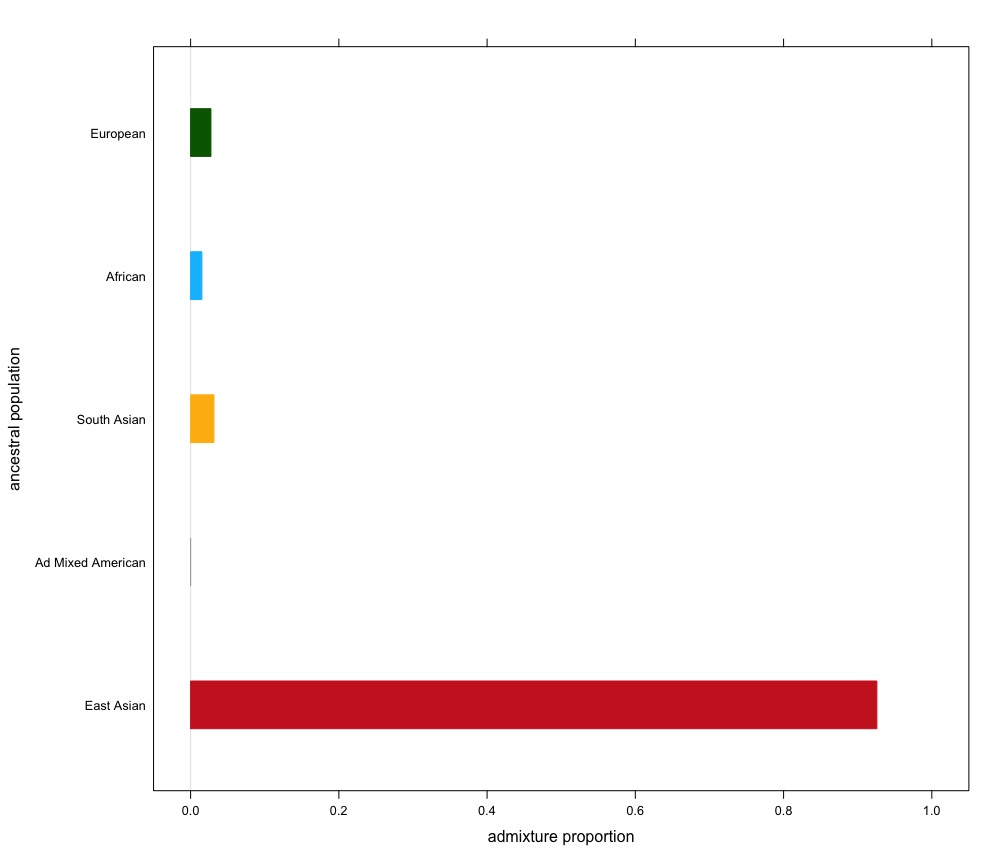 European
African
South Asian
Ad Mixed American
East Asian
ancestral population
0.0 0.2 0.4 0.6 0.8 1.0
admixture proportion